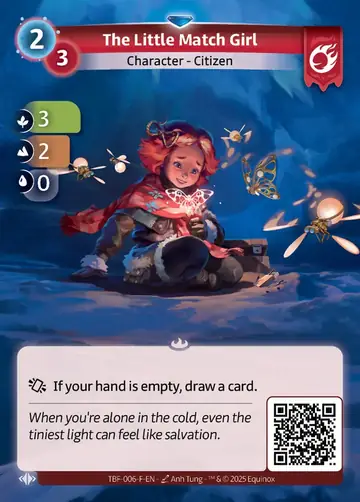 2
The Little Match Girl
3
Character - Citizen
3
2
0
If your hand is empty, draw a card.
When you're alone in the cold, even the
tiniest light can feel like salvation.
TBF-006-F-EN - Anh Tung - ™ & © 2025 Equinox